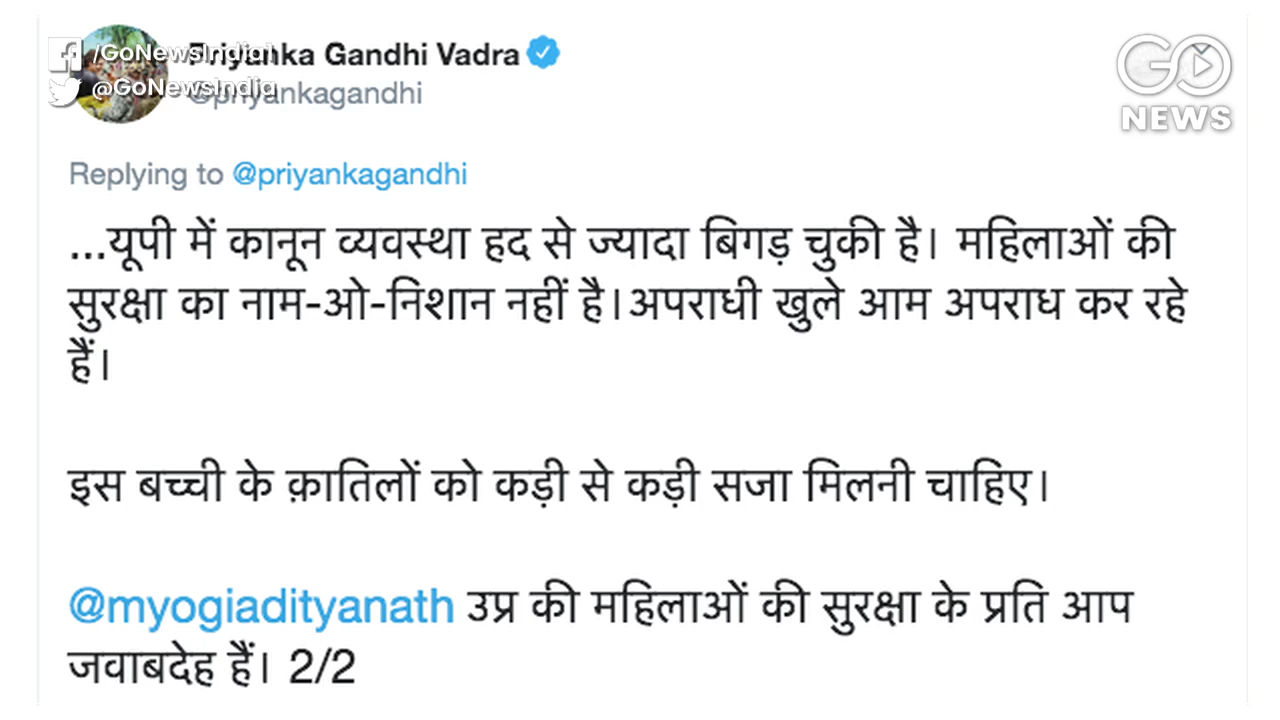 /GoNewsIndia
@GoNewsIndia
Priyanka Gandhi Vadra
@priyankagandhi
GO
NEWS
Replying to @priyankagandhi
...यूपी में कानून व्यवस्था हद से ज्यादा बिगड़ चुकी है। महिलाओं की
सुरक्षा का नाम-ओ-निशान नहीं है।अपराधी खुले आम अपराध कर रहे
हैं।
इस बच्ची के क़ातिलों को कड़ी से कड़ी सजा मिलनी चाहिए।
@myogiadityanath उप्र की महिलाओं की सुरक्षा के प्रति आप
जवाबदेह हैं। 2/2